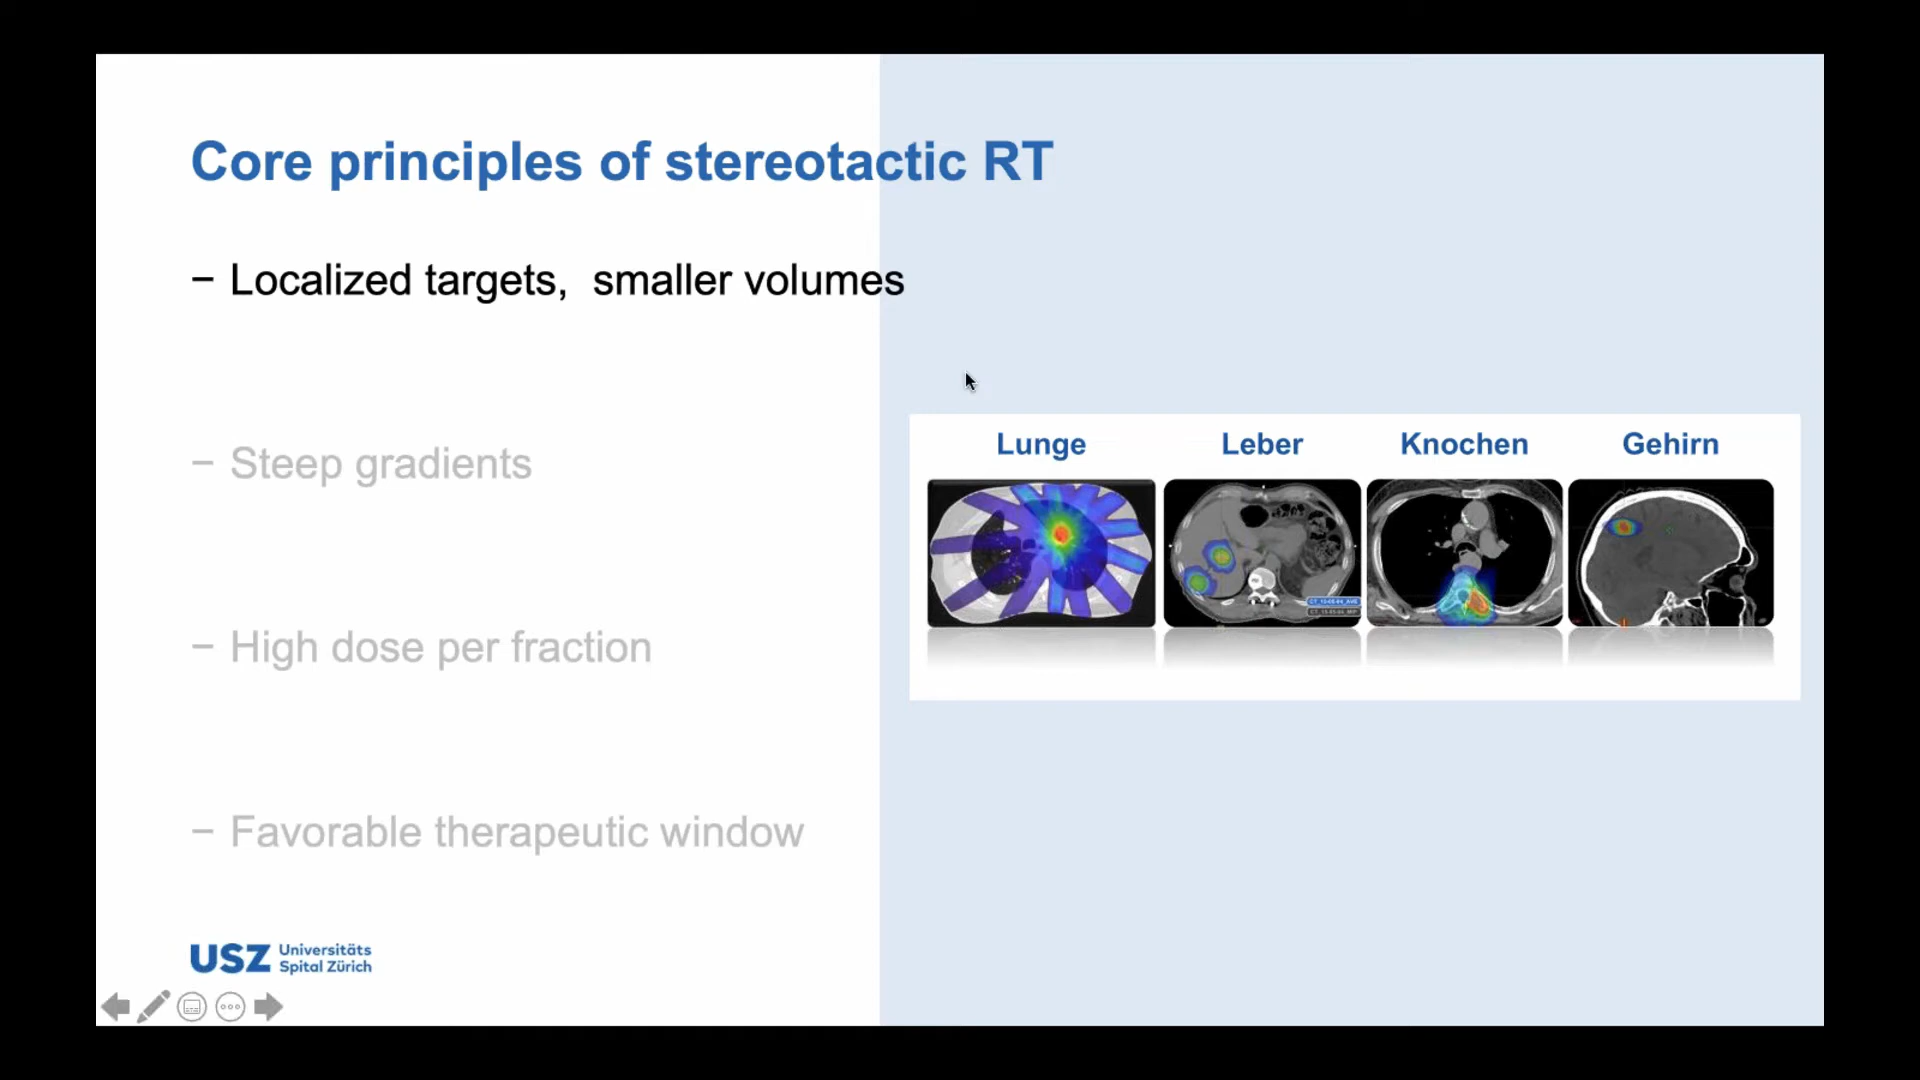 Core principles of stereotactic RT
– Localized targets,  smaller volumes
– Steep gradients
– High dose per fraction
– Favorable therapeutic window
Lunge
Leber
Knochen
Gehirn
USZ Universitäts
Spital Zürich